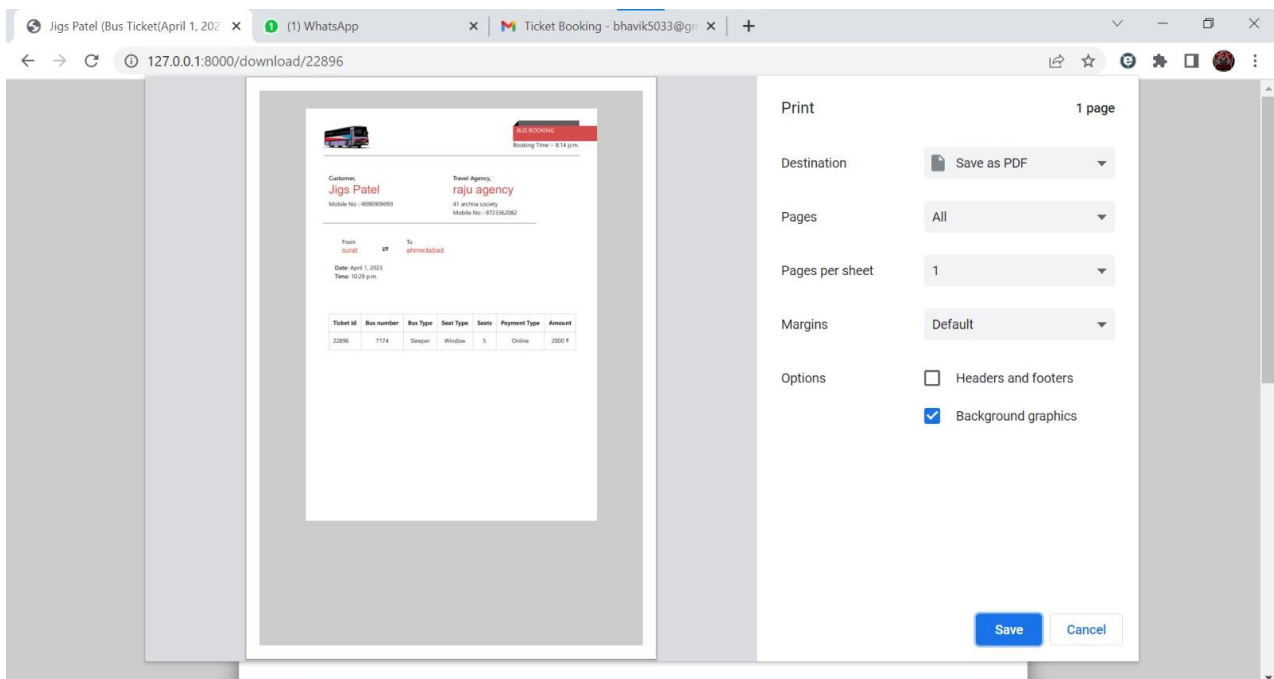 Jigs Patel (Bus Ticket(April 1, 202
(1) WhatsApp
Ticket Booking - bhavik5033@gm
127.0.0.1:8000/download/22896
BUS BOOKING
Booking Time :- 8:14 p.m.
Customer, Travel Agency,
Jigs Patel raju agency
Mobile No :-9090909093 41 archna society
Mobile No :-9723362082
From To
surat ⇄ ahmedabad
Date: April 1, 2023
Time: 10:29 p.m.
Ticket id Bus number Bus Type Seat Type Seats Payment Type Amount
22896 7174 Sleeper Window 5 Online 2000 ₹
Print 1 page
Destination Save as PDF
Pages All
Pages per sheet 1
Margins Default
Options Headers and footers
Background graphics
Save Cancel